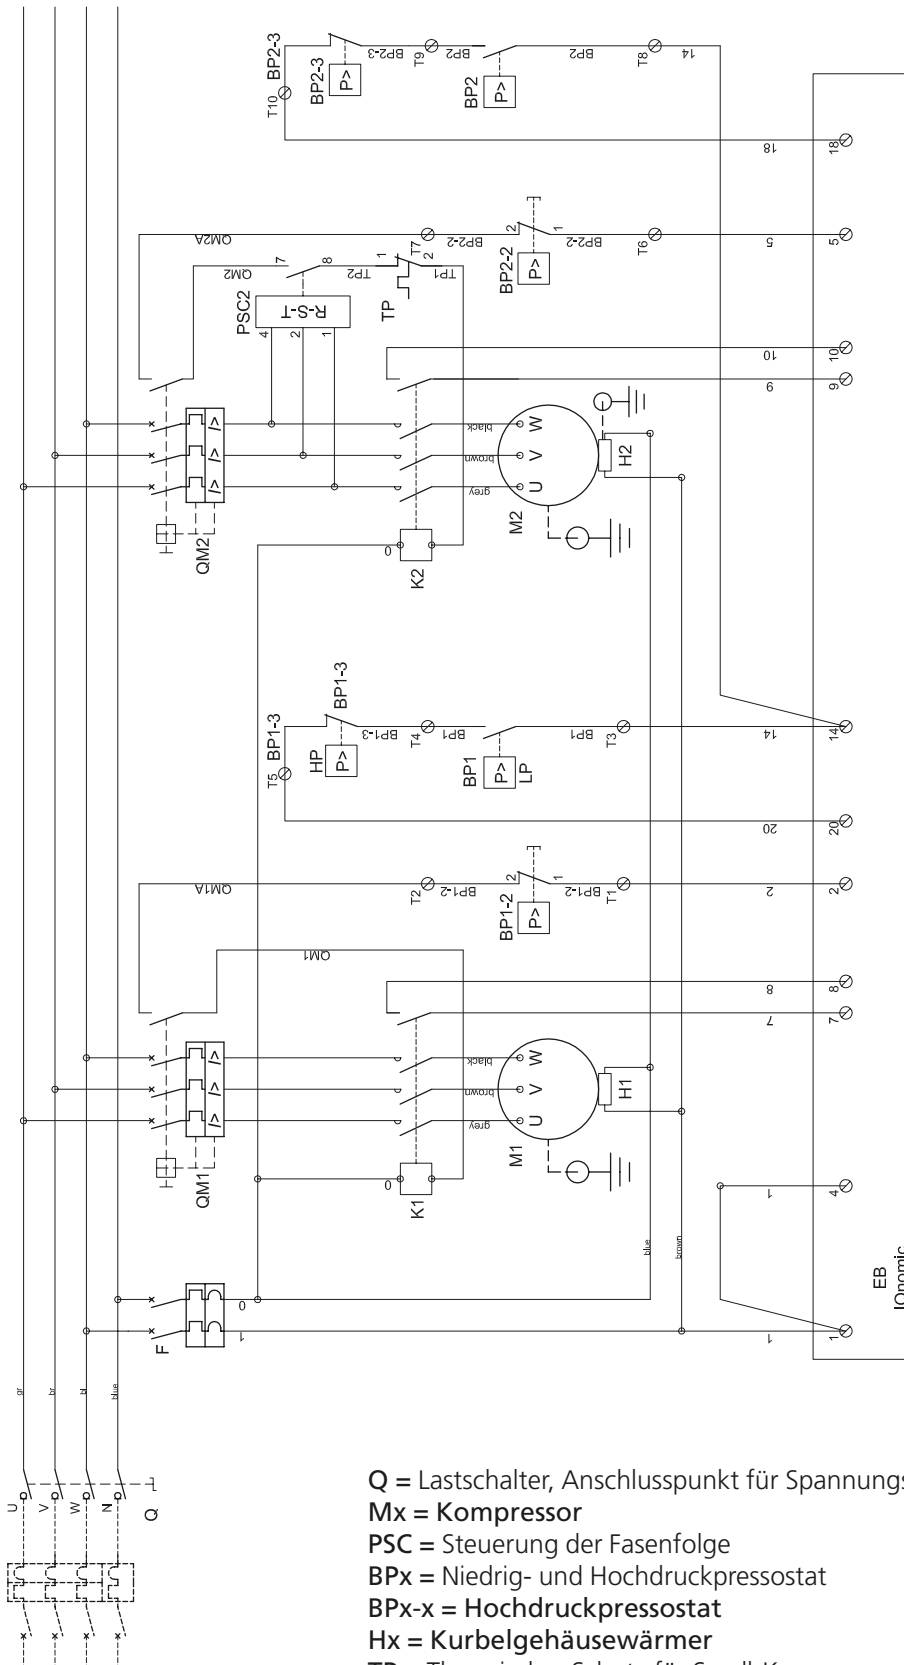 BP2-3
T10
BP2-3
P>
BP2-3
T9
BP2
BP2
P>
BP2
T8
14
18
18
QM2A
T7
BP2-2
2
1
BP2-2
P>
BP2-2
T6
5
5
QM2
7
8
TP2
1
2
TP1
TP
PSC2
R-S-T
4
2
1
10
10
9
9
I>
I>
I>
QM2
black
brown
grey
W
V
U
M2
H2
0
K2
BP1-3
T5
BP1-3
HP
P>
BP1-3
T4
BP1
BP1
P>
LP
BP1
T3
14
14
20
20
QM1A
T2
BP1-2
2
1
BP1-2
P>
BP1-2
T1
2
2
QM1
8
8
7
7
I>
I>
I>
QM1
black
brown
grey
W
V
U
M1
H1
0
K1
1
4
blue
brown
EB
IQnomic
F
0
1
1
1
gr
br
bl
blue
U
V
W
N
Q
Q = Lastschalter, Anschlusspunkt für Spannungs
Mx = Kompressor
PSC = Steuerung der Fasenfolge
BPx = Niedrig- und Hochdruckpressostat
BPx-x = Hochdruckpressostat
Hx = Kurbelgehäusewärmer